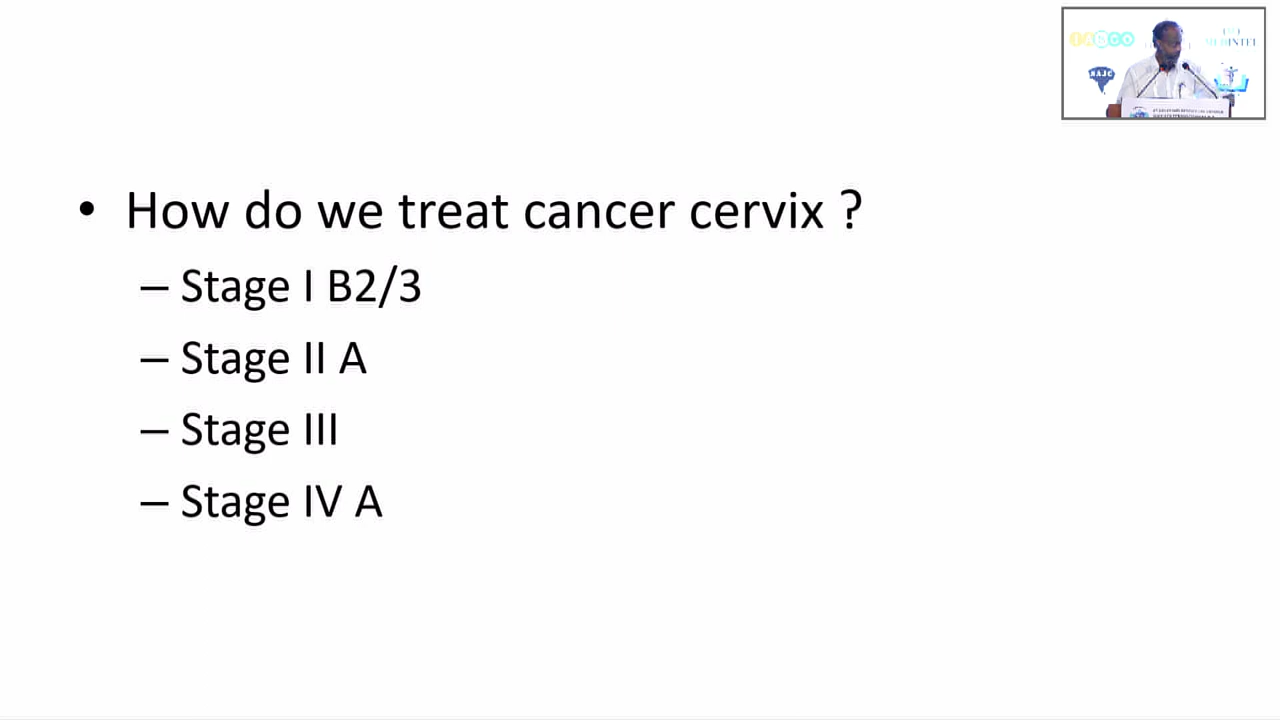 • How do we treat cancer cervix ?
– Stage I B2/3
– Stage II A
– Stage III
– Stage IV A